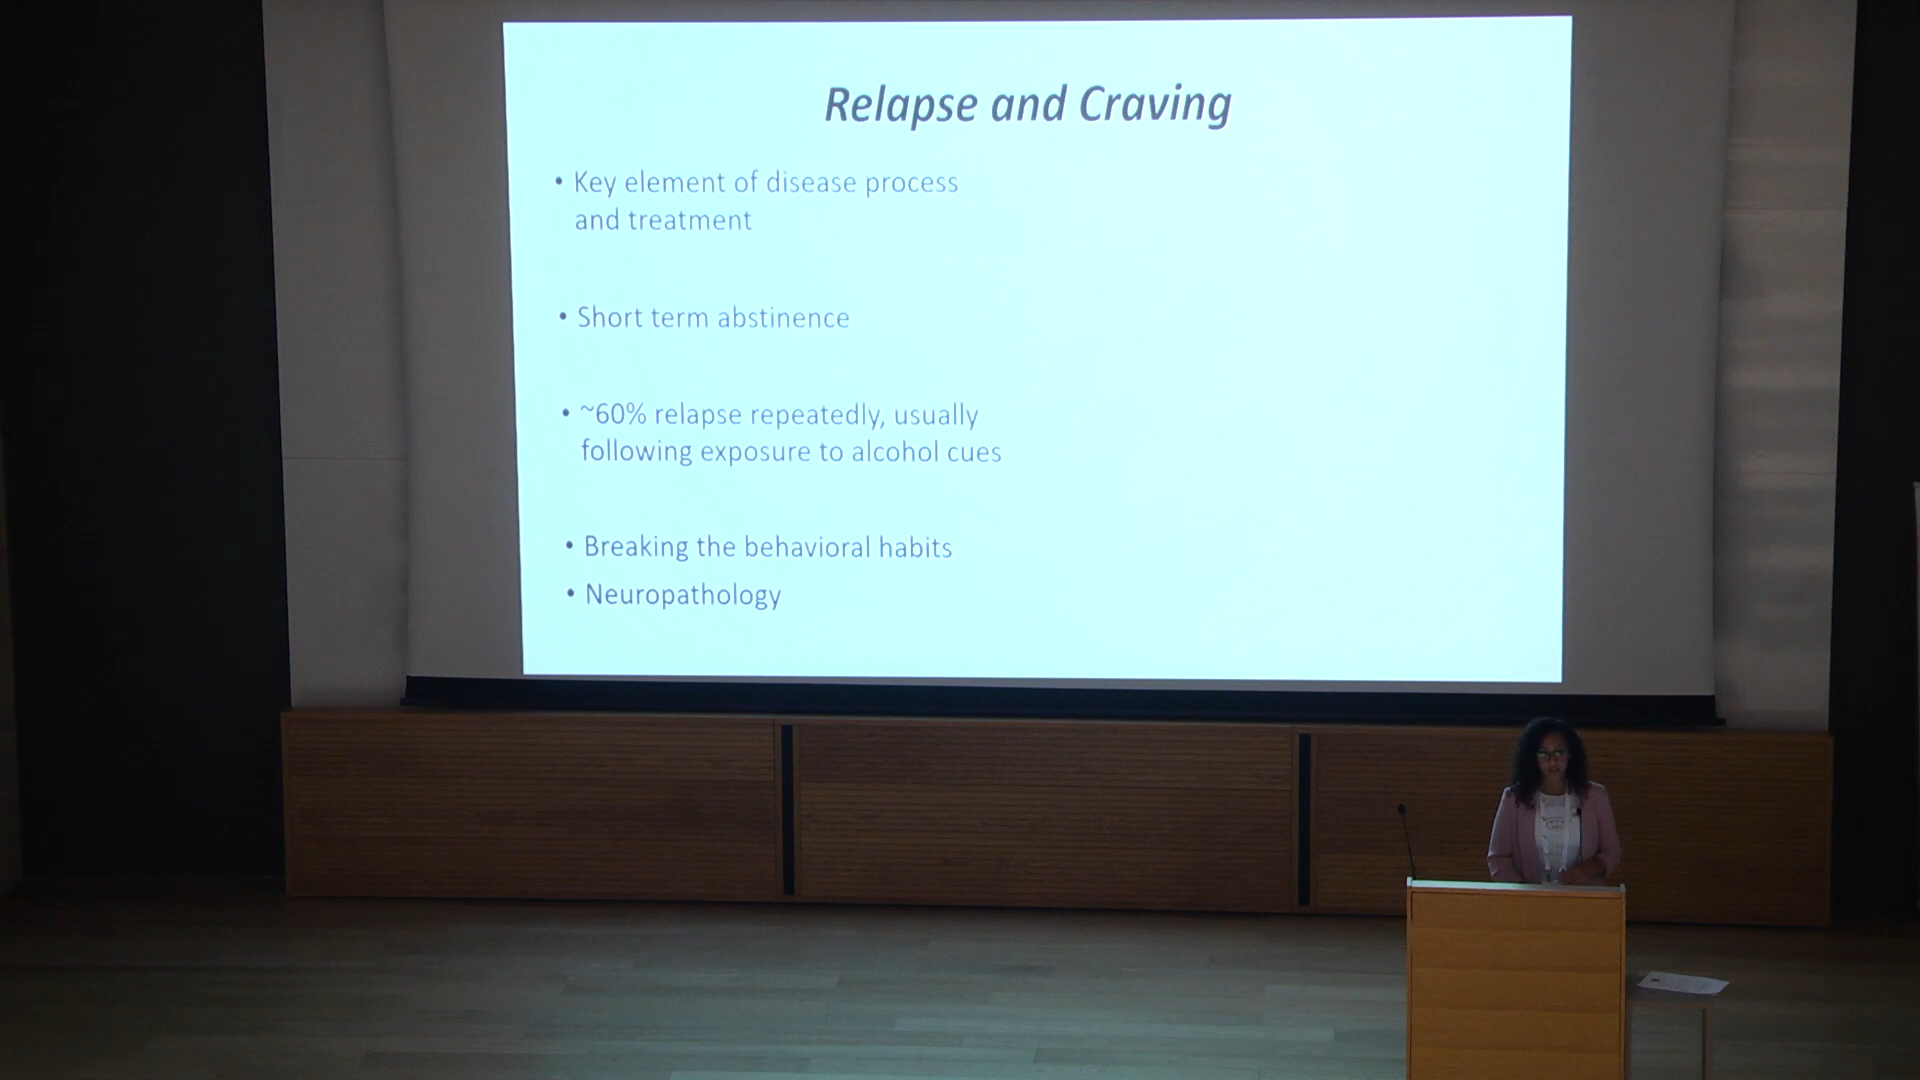 Relapse and Craving
• Key element of disease process
and treatment
• Short term abstinence
• ~60% relapse repeatedly, usually
following exposure to alcohol cues
• Breaking the behavioral habits
• Neuropathology